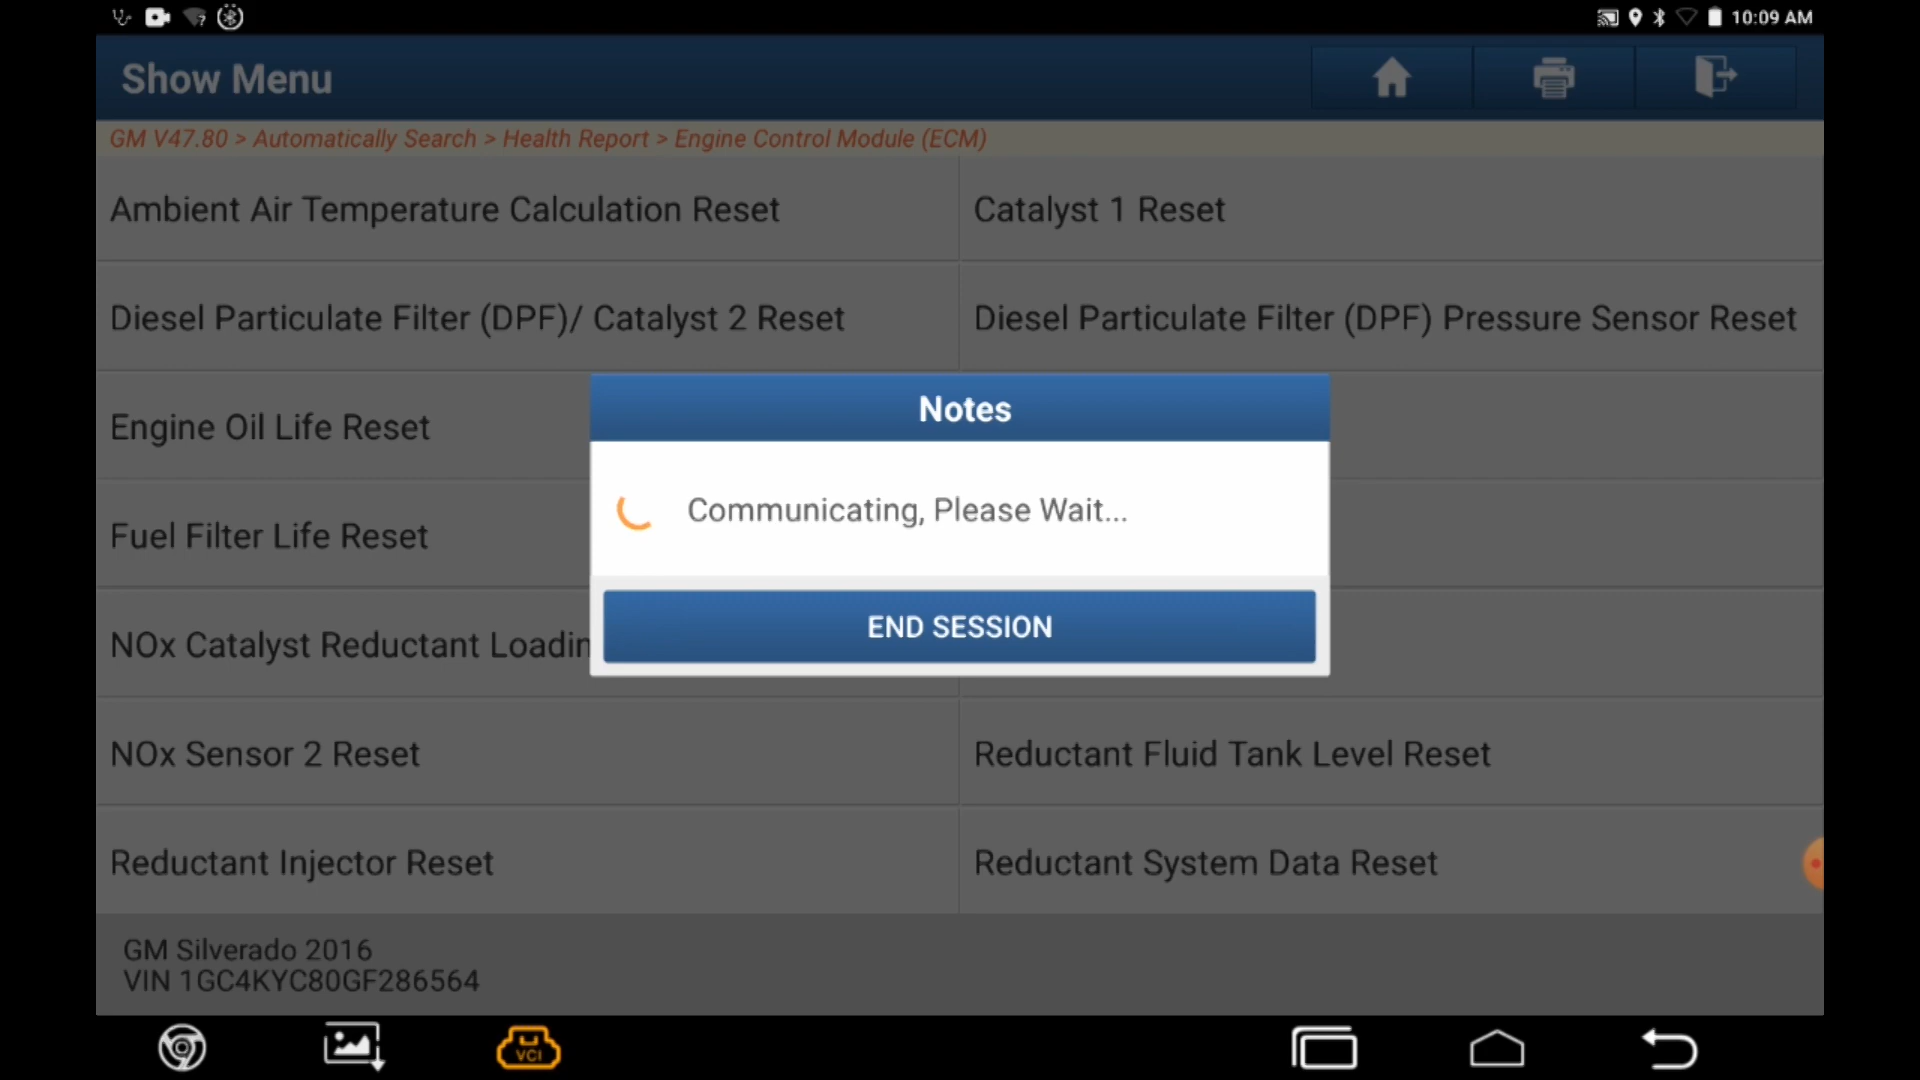 10:09 AM
Show Menu
GM V47.80 > Automatically Search > Health Report > Engine Control Module (ECM)
Ambient Air Temperature Calculation Reset
Catalyst 1 Reset
Diesel Particulate Filter (DPF)/ Catalyst 2 Reset
Diesel Particulate Filter (DPF) Pressure Sensor Reset
Notes
Engine Oil Life Reset
Communicating, Please Wait...
Fuel Filter Life Reset
END SESSION
NOx Catalyst Reductant
NOx Sensor 2 Reset
Reductant Fluid Tank Level Reset
Reductant Injector Reset
Reductant System Data Reset
GM Silverado 2016
VIN 1GC4KYC80GF286564
VCI